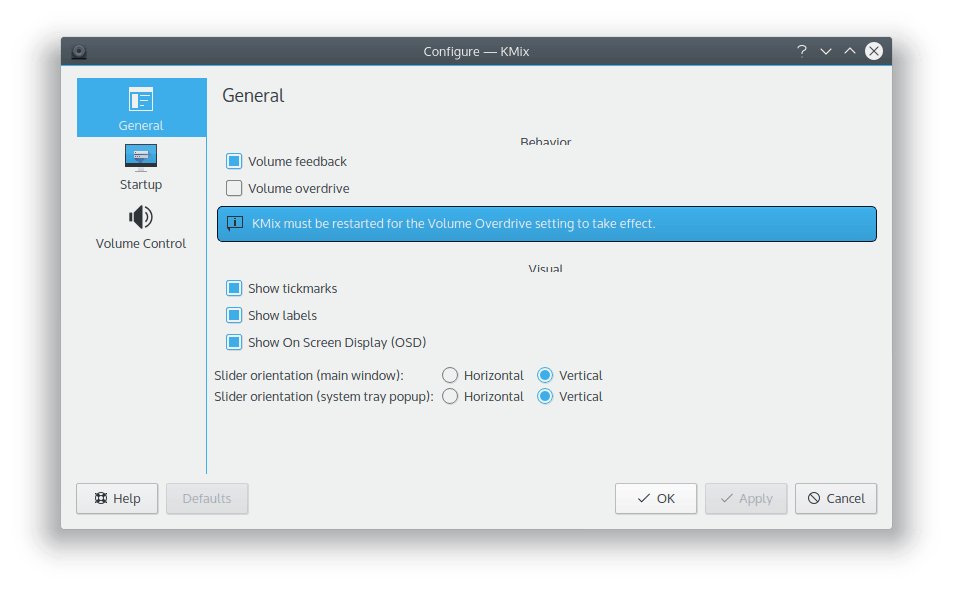 Configure — KMix
General
Startup
Volume Control
General
Behavior
Volume feedback
Volume overdrive
KMix must be restarted for the Volume Overdrive setting to take effect.
Visual
Show tickmarks
Show labels
Show On Screen Display (OSD)
Slider orientation (main window): Horizontal Vertical
Slider orientation (system tray popup): Horizontal Vertical
Help Defaults OK Apply Cancel